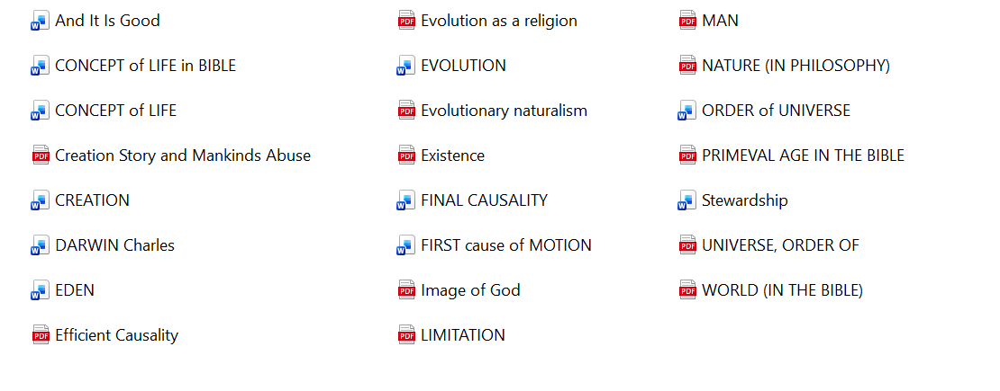 And It Is Good
CONCEPT of LIFE in BIBLE
CONCEPT of LIFE
Creation Story and Mankinds Abuse
CREATION
DARWIN Charles
EDEN
Efficient Causality
Evolution as a religion
EVOLUTION
Evolutionary naturalism
Existence
FINAL CAUSALITY
FIRST cause of MOTION
Image of God
LIMITATION
MAN
NATURE (IN PHILOSOPHY)
ORDER of UNIVERSE
PRIMEVAL AGE IN THE BIBLE
Stewardship
UNIVERSE, ORDER OF
WORLD (IN THE BIBLE)